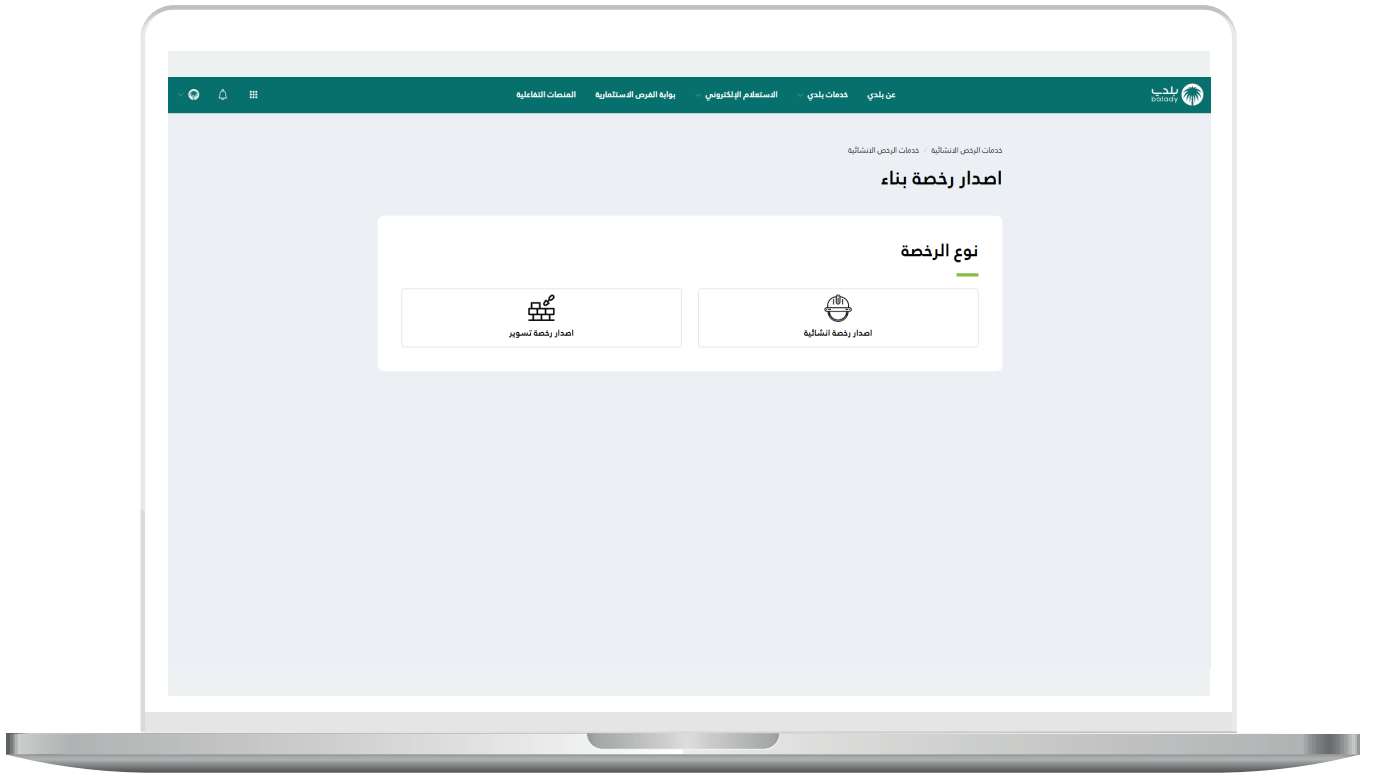 بلدي
balady
عن بلدي خدمات بلدي الاستعلام الإلكتروني بوابة الفرص الاستثمارية المنصات التفاعلية
خدمات الرخص الانشائية / خدمات الرخص الانشائية
اصدار رخصة بناء
نوع الرخصة
اصدار رخصة انشائية
اصدار رخصة تسوير